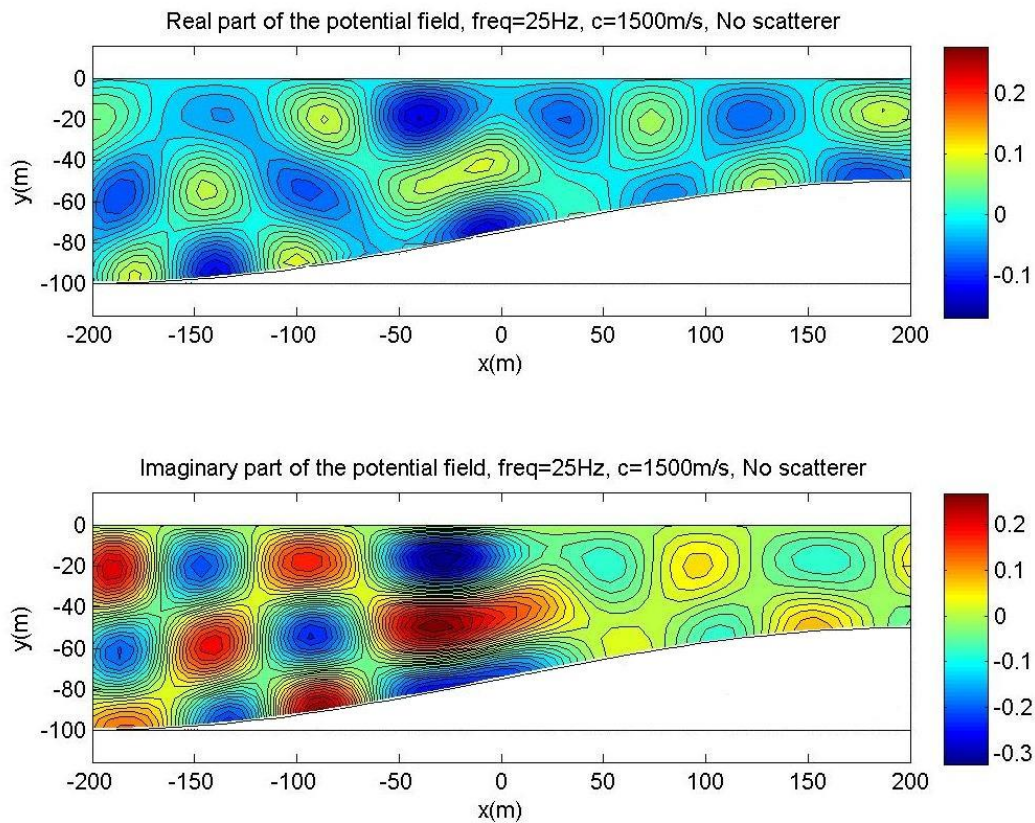 Real part of the potential field, freq=25Hz, c=1500m/s, No scatterer
0
-20
-40
-60
-80
-100
y(m)
-200 -150 -100 -50 0 50 100 150 200
x(m)
0.2
0.1
0
-0.1
Imaginary part of the potential field, freq=25Hz, c=1500m/s, No scatterer
0
-20
-40
-60
-80
-100
y(m)
-200 -150 -100 -50 0 50 100 150 200
x(m)
0.2
0.1
0
-0.1
-0.2
-0.3